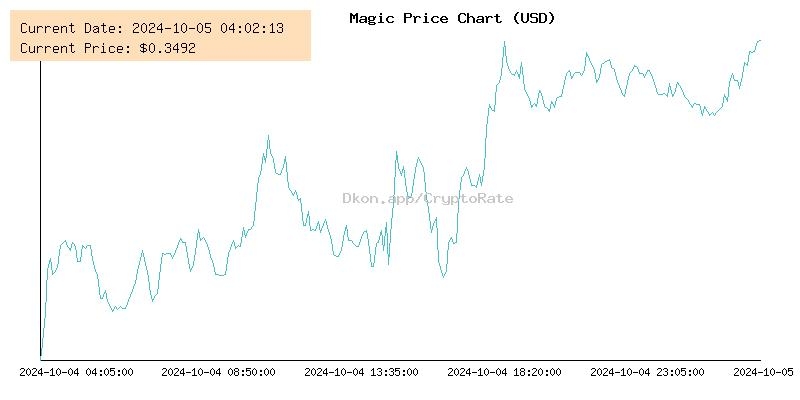 Magic Price Chart (USD)
Current Date: 2024-10-05 04:02:13
Current Price: $0.3492
Dkon.app/CryptoRate
2024-10-04 04:05:00
2024-10-04 08:50:00
2024-10-04 13:35:00
2024-10-04 18:20:00
2024-10-04 23:05:00
2024-10-05